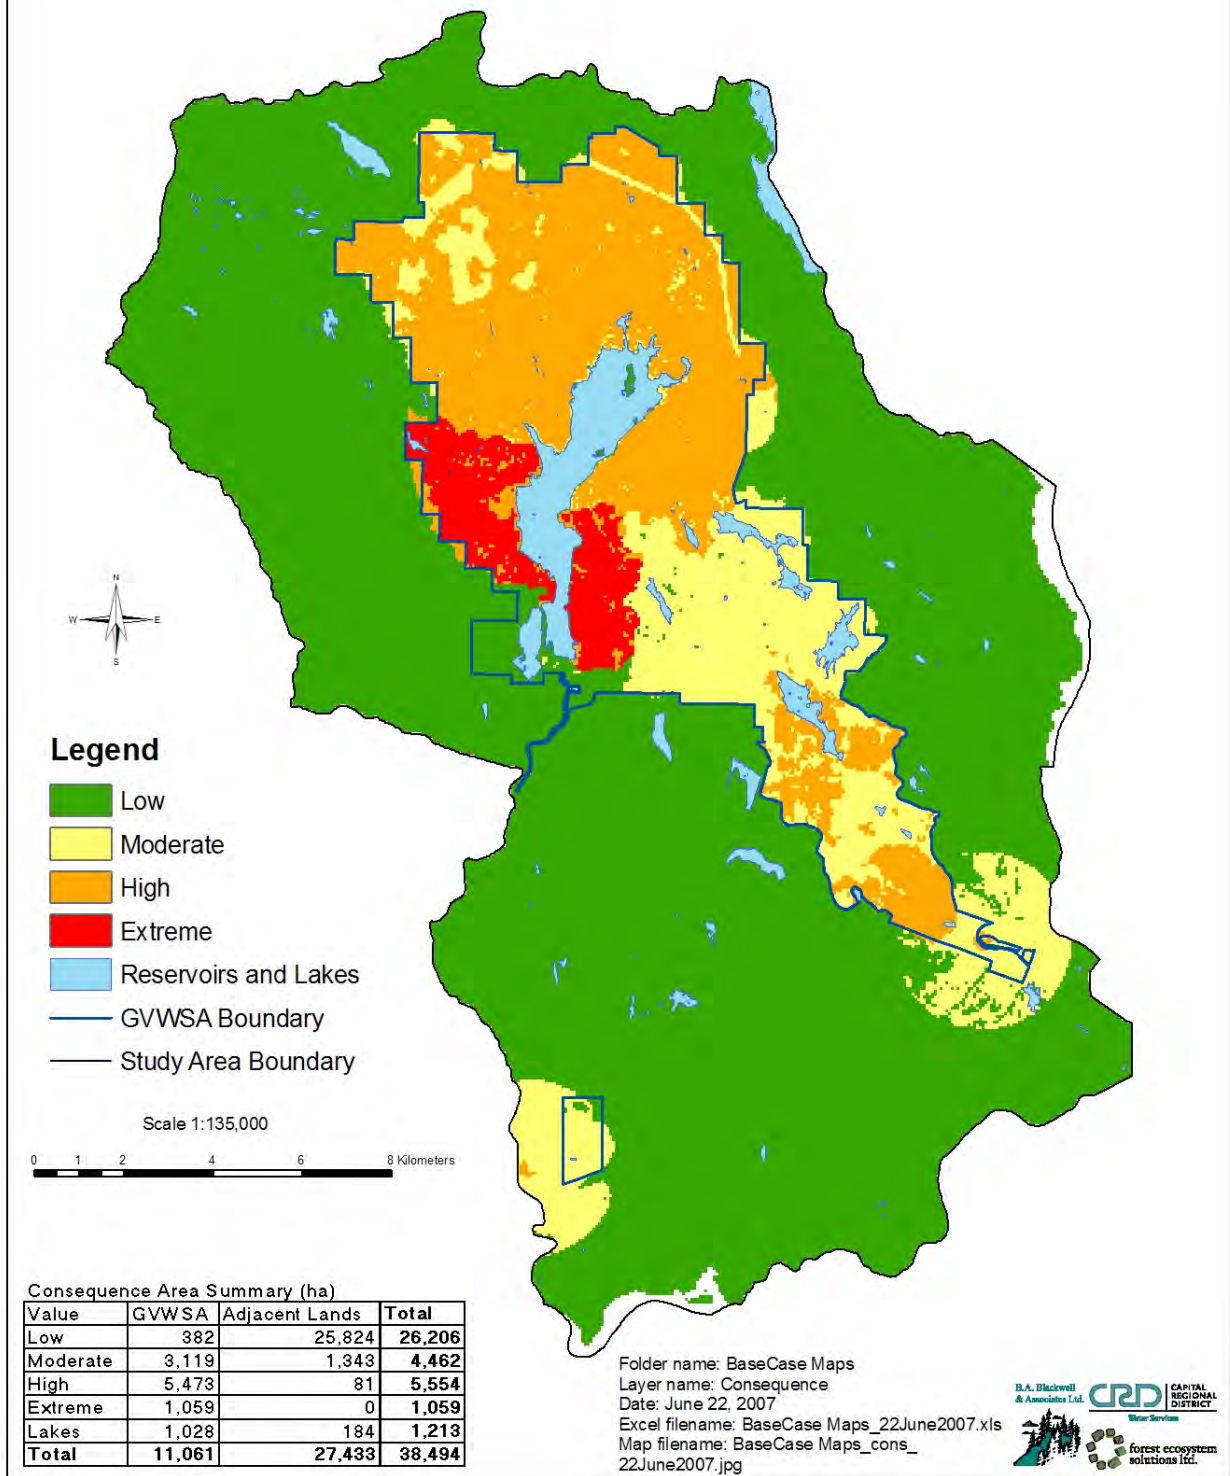 N
W E
S
Legend
Low
Moderate
High
Extreme
Reservoirs and Lakes
GVWSA Boundary
Study Area Boundary
Scale 1:135,000
0 1 2 4 6 8 Kilometers
Consequence Area Summary (ha)
Value GVWSA Adjacent Lands Total
Low 382 25,824 26,206
Moderate 3,119 1,343 4,462
High 5,473 81 5,554
Extreme 1,059 0 1,059
Lakes 1,028 184 1,213
Total 11,061 27,433 38,494
Folder name: BaseCase Maps
Layer name: Consequence
Date: June 22, 2007
Excel filename: BaseCase Maps_22June2007.xls
Map filename: BaseCase Maps_cons_
22June2007.jpg
B.A. Blackwell
& Associates Ltd.
CRD
CAPITAL
REGIONAL
DISTRICT
Water Services
forest ecosystem
solutions ltd.